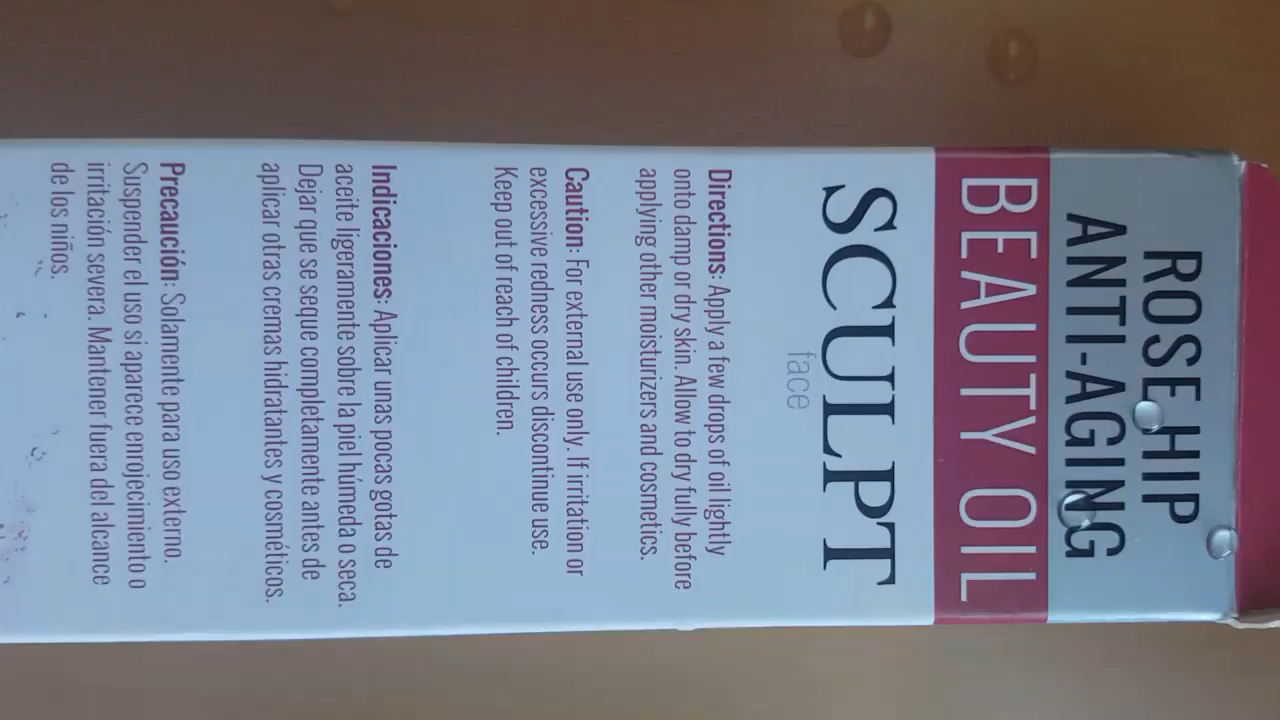 ROSE HIP
ANTI-AGING
BEAUTY OIL
SCULPT
face
Directions: Apply a few drops of oil lightly
onto damp or dry skin. Allow to dry fully before
applying other moisturizers and cosmetics.
Caution: For external use only. If irritation or
excessive redness occurs discontinue use.
Keep out of reach of children.
Indicaciones: Aplicar unas pocas gotas de
aceite ligeramente sobre la piel húmeda o seca.
Dejar que se seque completamente antes de
aplicar otras cremas hidratantes y cosméticos.
Precaución: Solamente para uso externo.
Suspender el uso si aparece enrojecimiento o
irritación severa. Mantener fuera del alcance
de los niños.